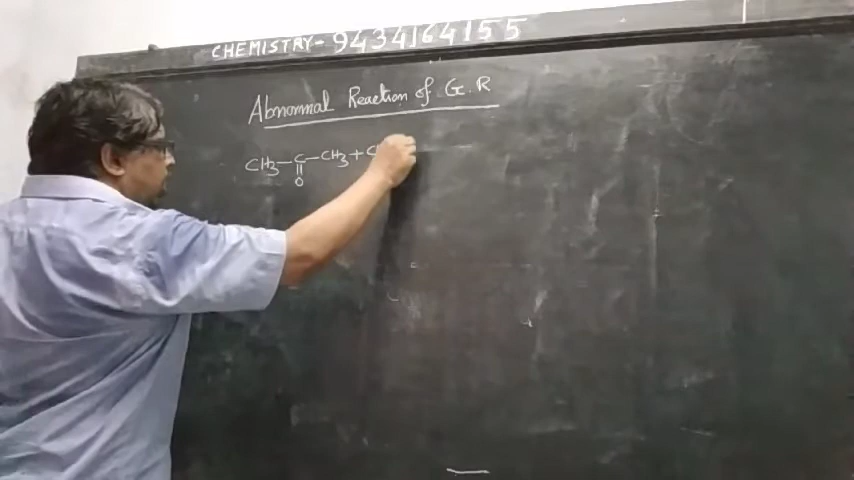 CHEMISTRY- 9434164155
Abnormal Reaction of G.R
CH3-C-CH3+C
O